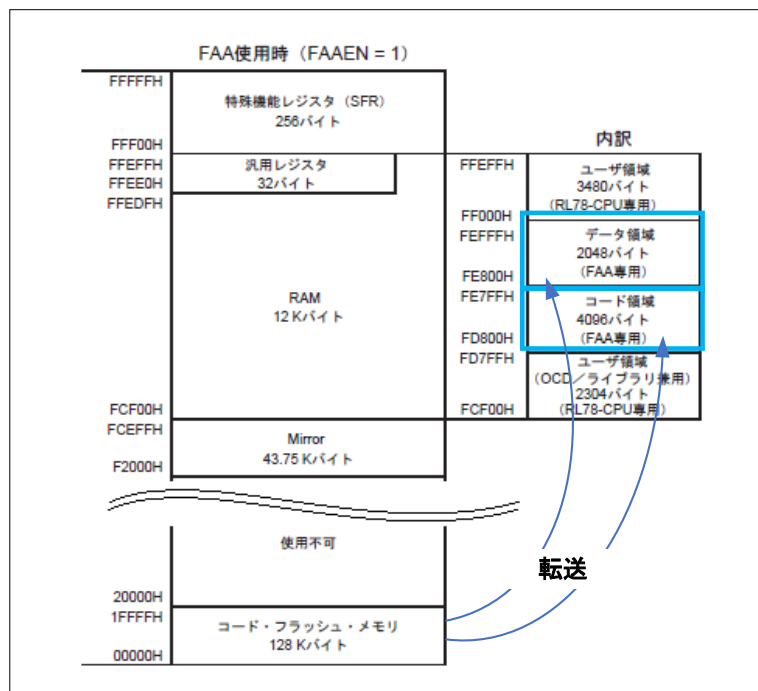 FAA使用時（FAAEN = 1）
FFFFFH
特殊機能レジスタ（SFR）
256バイト
FFF00H
FFEFFH
汎用レジスタ
32バイト
FFEE0H
FFEDFH
RAM
12 Kバイト
FCF00H
FCEFFH
Mirror
43.75 Kバイト
F2000H
使用不可
20000H
1FFFFH
コード・フラッシュ・メモリ
128 Kバイト
00000H
内訳
FFEFFH
ユーザ領域
3480バイト
(RL78-CPU専用)
FF000H
FEFFFH
データ領域
2048バイト
(FAA専用)
FE800H
FE7FFH
コード領域
4096バイト
(FAA専用)
FD800H
FD7FFH
ユーザ領域
(OCD／ライブラリ兼用)
2304バイト
(RL78-CPU専用)
FCF00H
転送